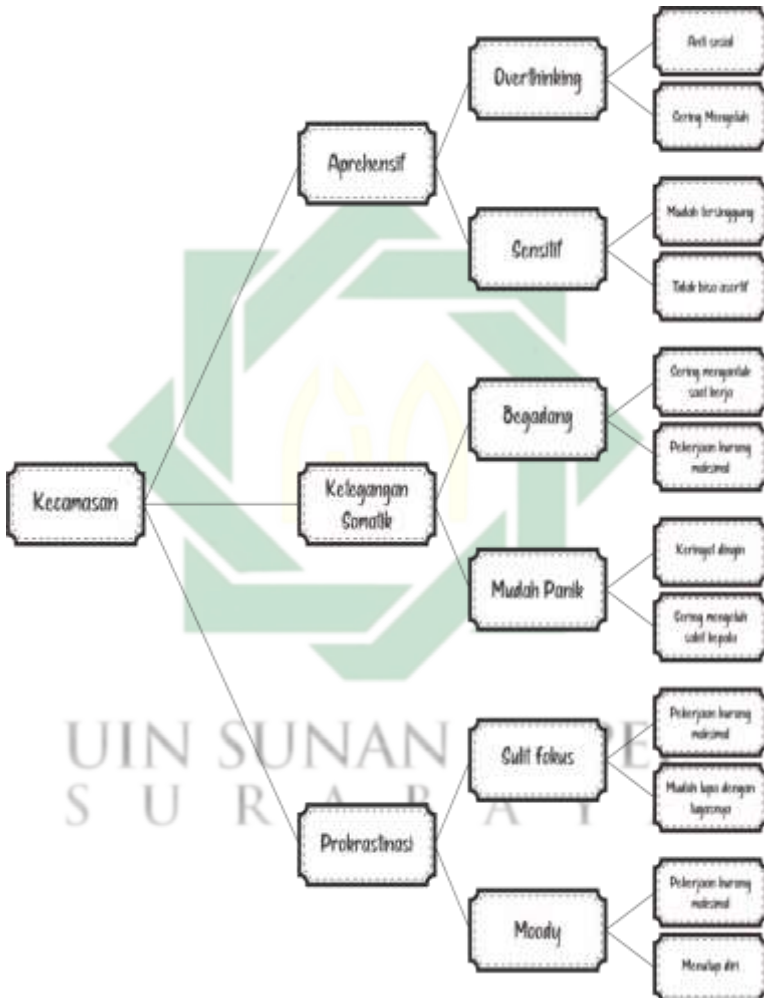 Anti sosial
Overthinking
Sering Mengeluh
Aprehensif
Mudah tersinggung
Sensitif
Tidak bisa asertif
Sering mengantuk
saat kerja
Begadang
Pekerjaan kurang
maksimal
Kecamasan
Ketegangan
Somatik
Keringat dingin
Mudah Panik
Sering mengeluh
sakit kepala
Pekerjaan kurang
maksimal
UIN SUNAN
Sulit fokus
Mudah lupa dengan
tugasnya
SURABAY
Prokrastinasi
Pekerjaan kurang
maksimal
Moody
Menutup diri